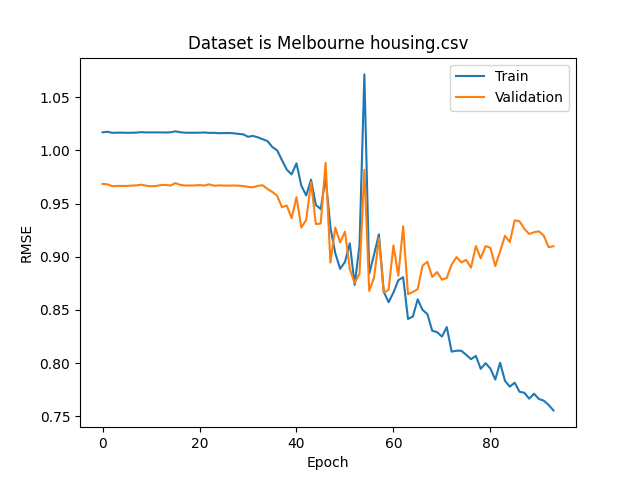 Dataset is Melbourne housing.csv
Train
Validation
1.05
1.00
0.95
0.90
0.85
0.80
0.75
RMSE
0 20 40 60 80
Epoch